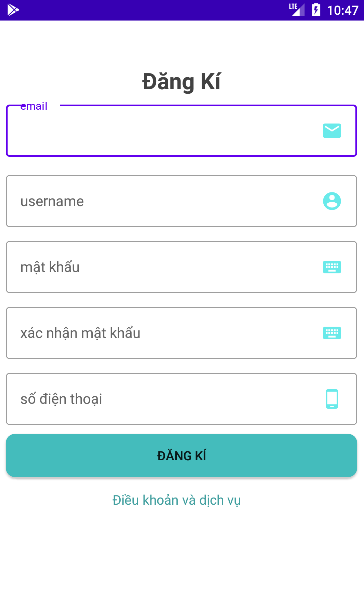 LTE 10:47
Đăng Kí
email
username
mật khẩu
xác nhận mật khẩu
số điện thoại
ĐĂNG KÍ
Điều khoản và dịch vụ